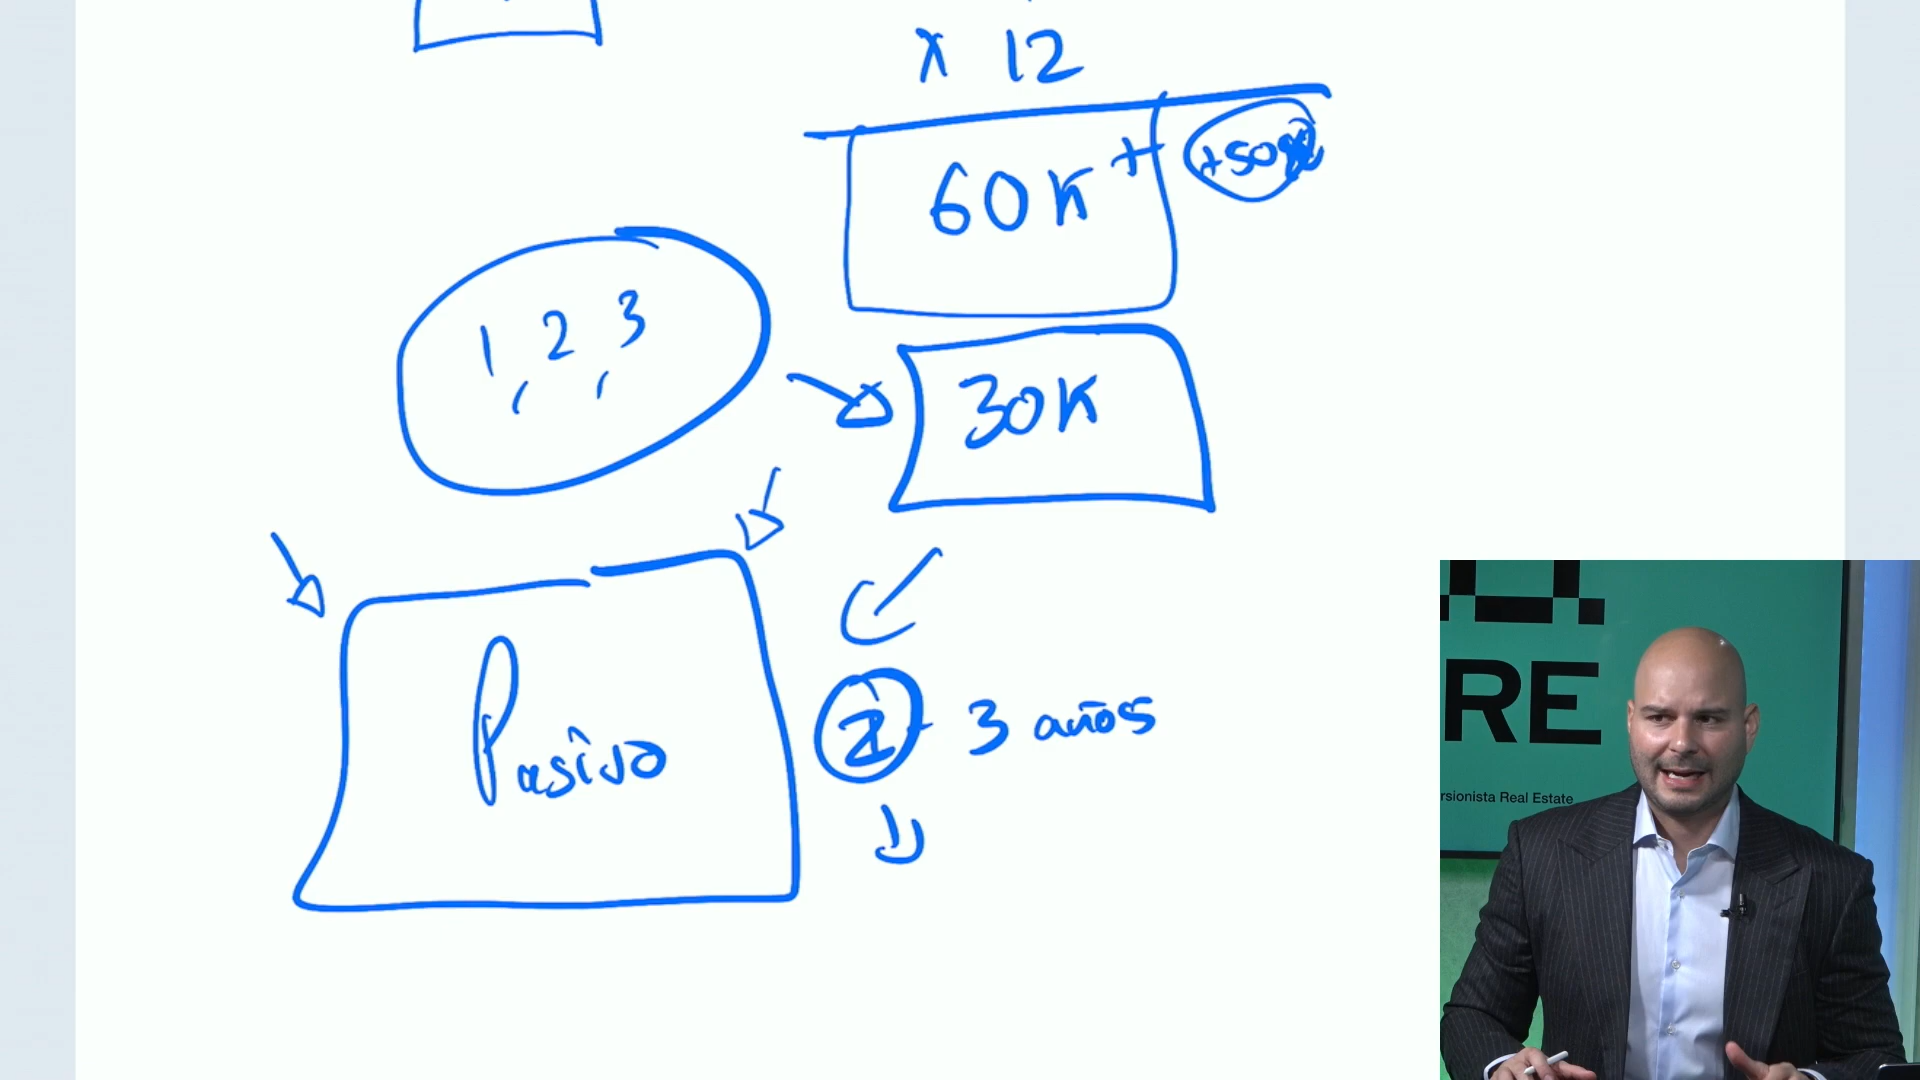 x 12
60K+
+50%
1 2 3
30K
Pasivo
2 - 3 años
RE
rsionista Real Estate